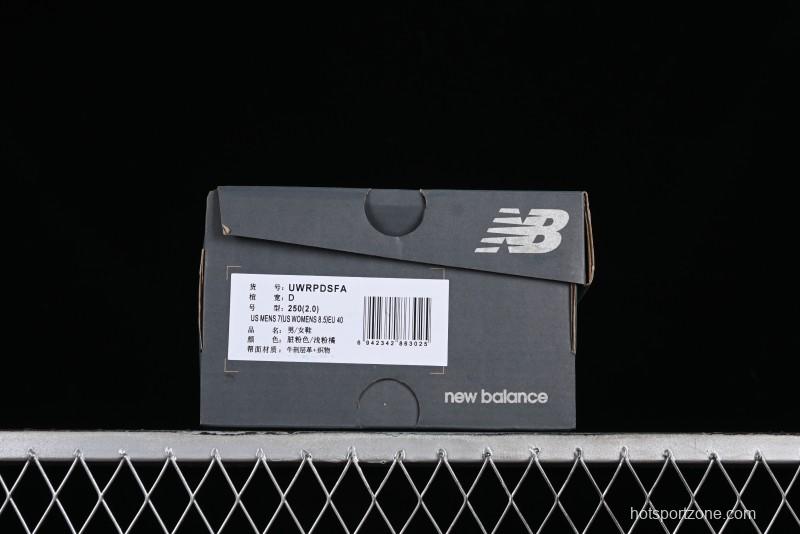 NB
货 号: UWRPDSFA
楦 宽: D
号 型: 250(2.0)
US MENS 7(US WOMENS 8.5)EU 40
品 名: 男/女鞋
颜 色: 脏粉色/浅粉橘
帮面材质: 牛剖层革+织物
6 942342 863025
new balance
hotsportzone.com